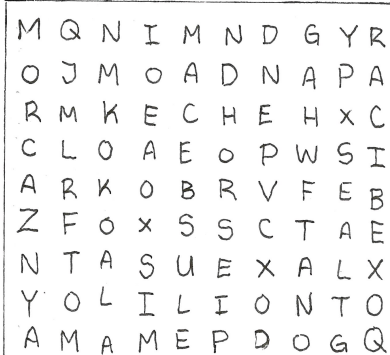 M Q N I M N D G Y R
O J M O A D N A P A
R M K E C H E H X C
C L O A E O P W S I
A R K O B R V F E B
Z F O X S S C T A E
N T A S U E X A L X
Y O L I L I O N T O
A M A M E P D O G Q